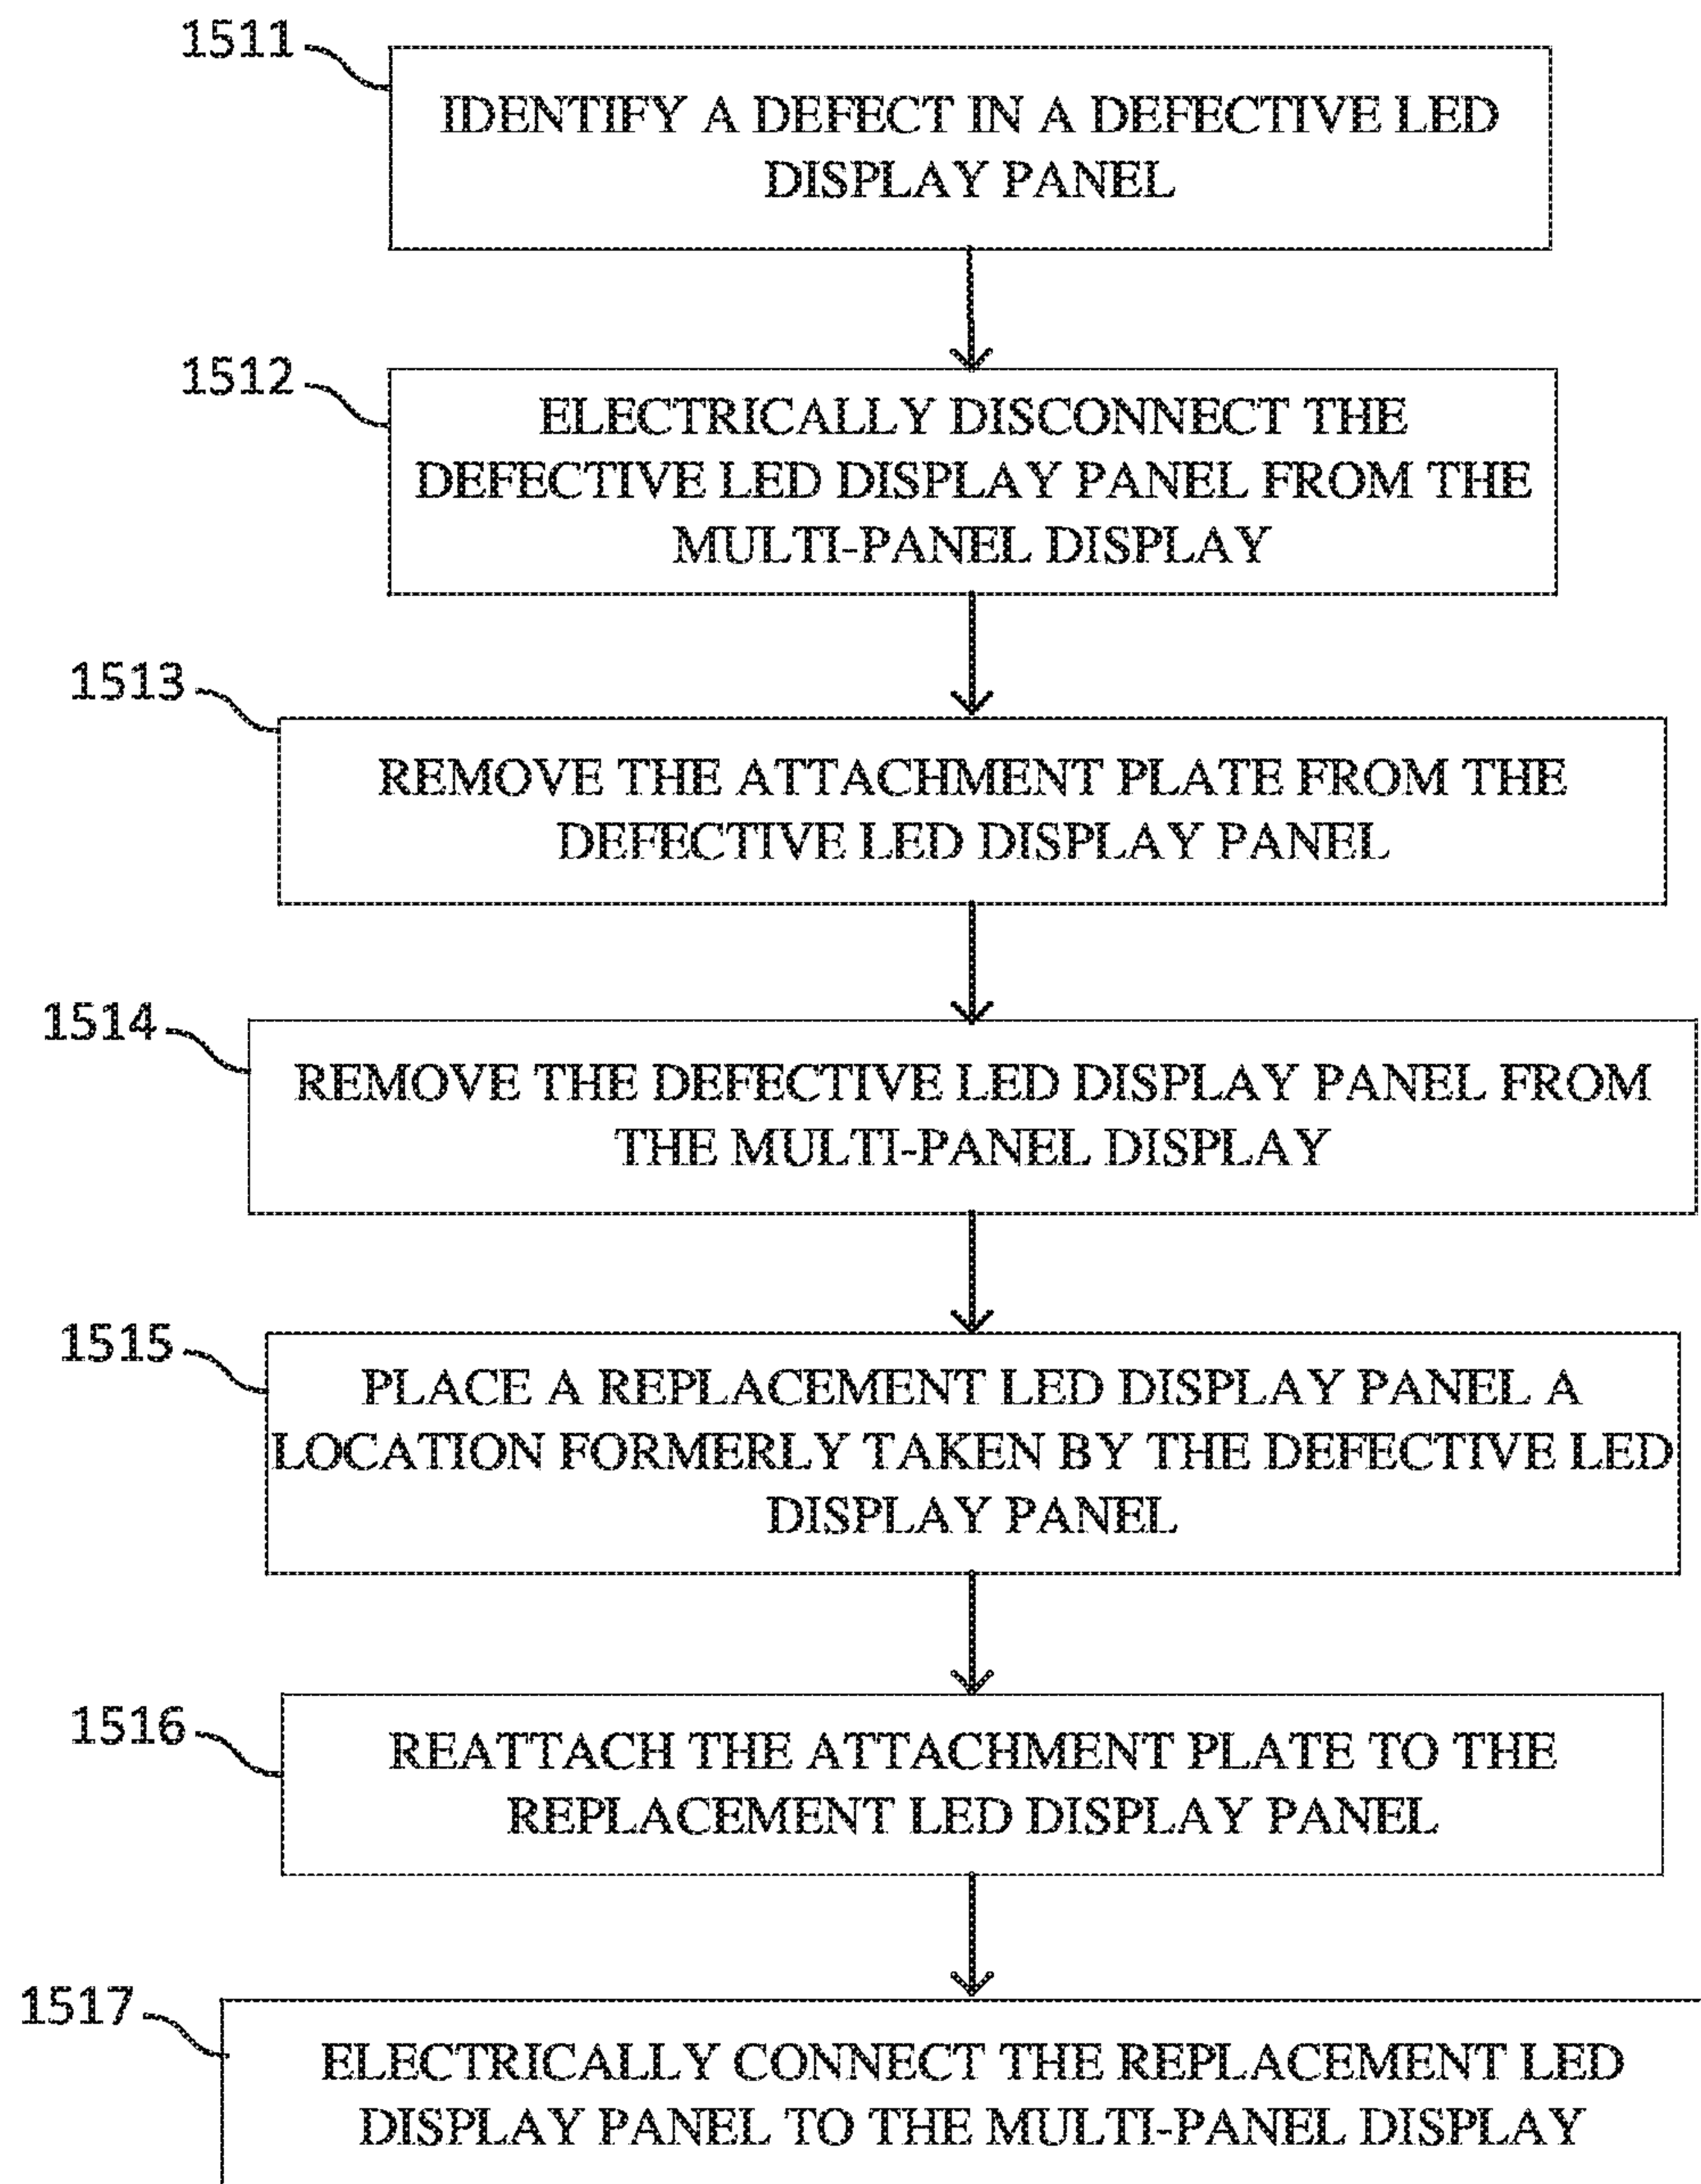 1511
IDENTIFY A DEFECT IN A DEFECTIVE LED
DISPLAY PANEL
1512
ELECTRICALLY DISCONNECT THE
DEFECTIVE LED DISPLAY PANEL FROM THE
MULTI-PANEL DISPLAY
1513
REMOVE THE ATTACHMENT PLATE FROM THE
DEFECTIVE LED DISPLAY PANEL
1514
REMOVE THE DEFECTIVE LED DISPLAY PANEL FROM
THE MULTI-PANEL DISPLAY
1515
PLACE A REPLACEMENT LED DISPLAY PANEL A
LOCATION FORMERLY TAKEN BY THE DEFECTIVE LED
DISPLAY PANEL
1516
REATTACH THE ATTACHMENT PLATE TO THE
REPLACEMENT LED DISPLAY PANEL
1517
ELECTRICALLY CONNECT THE REPLACEMENT LED
DISPLAY PANEL TO THE MULTI-PANEL DISPLAY